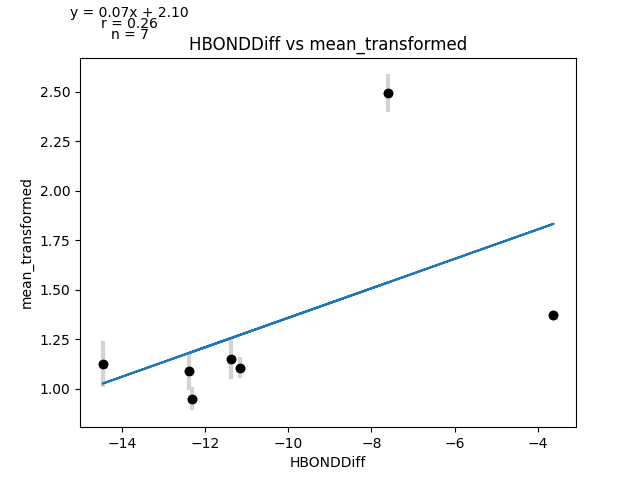 y = 0.07x + 2.10
r = 0.26
n = 7
HBONDDiff vs mean_transformed
2.50
2.25
2.00
1.75
1.50
1.25
1.00
mean_transformed
−14
−12
−10
−8
−6
−4
HBONDDiff